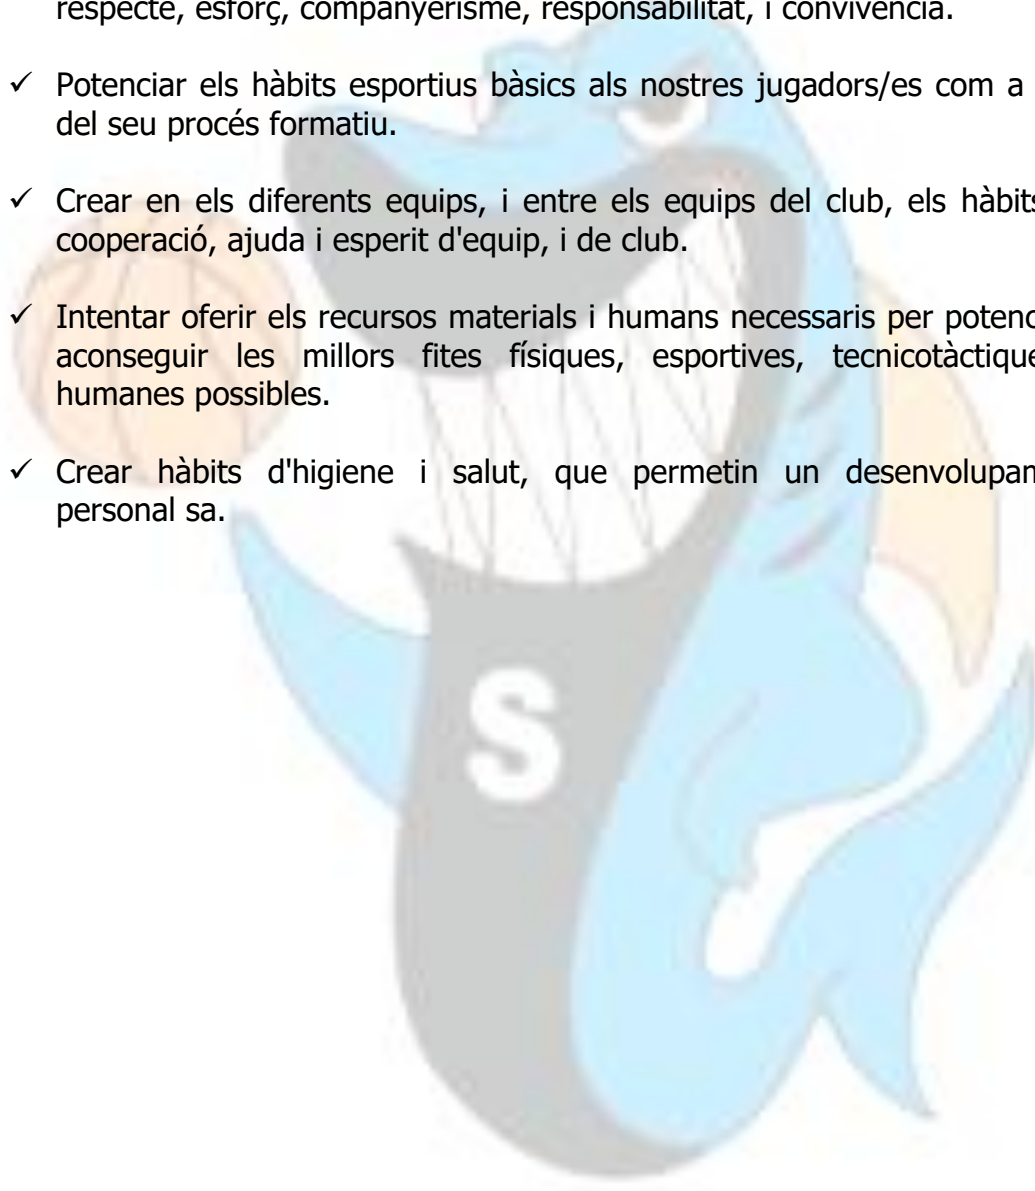 respecte, esforç, companyerisme, responsabilitat, i convivència.
✓ Potenciar els hàbits esportius bàsics als nostres jugadors/es com a
del seu procés formatiu.
✓ Crear en els diferents equips, i entre els equips del club, els hàbits
cooperació, ajuda i esperit d'equip, i de club.
✓ Intentar oferir els recursos materials i humans necessaris per potenc
aconseguir les millors fites físiques, esportives, tecnicotàctique
humanes possibles.
✓ Crear hàbits d'higiene i salut, que permetin un desenvolupam
personal sa.
S